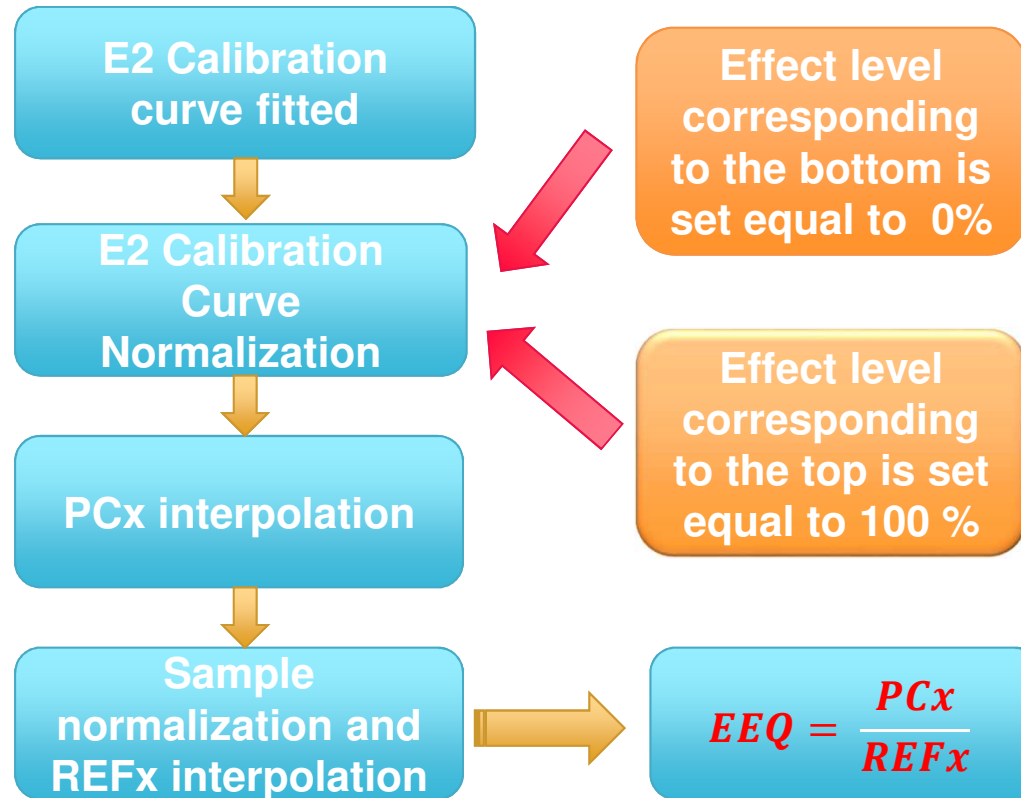 E2 Calibration
curve fitted
Effect level
corresponding
to the bottom is
set equal to 0%
E2 Calibration
Curve
Normalization
Effect level
corresponding
to the top is set
equal to 100 %
PCx interpolation
Sample
normalization and
REFx interpolation
EEQ = PCx / REFx